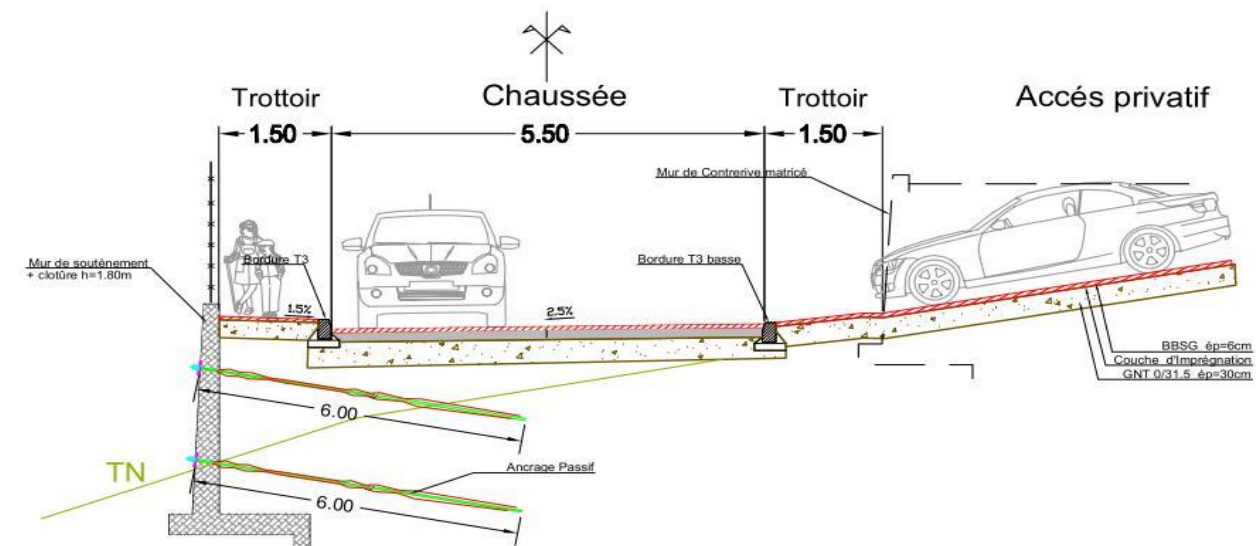 Trottoir
Chaussée
Trottoir
Accés privatif
1.50
5.50
1.50
Mur de Contrerive matricé
Mur de soutènement
+ clotûre h=1.80m
Bordure T3
Bordure T3 basse
1.5%
2.5%
BBSG ép=6cm
Couche d'Imprégnation
GNT 0/31.5 ép=30cm
6.00
TN
Ancrage Passif
6.00